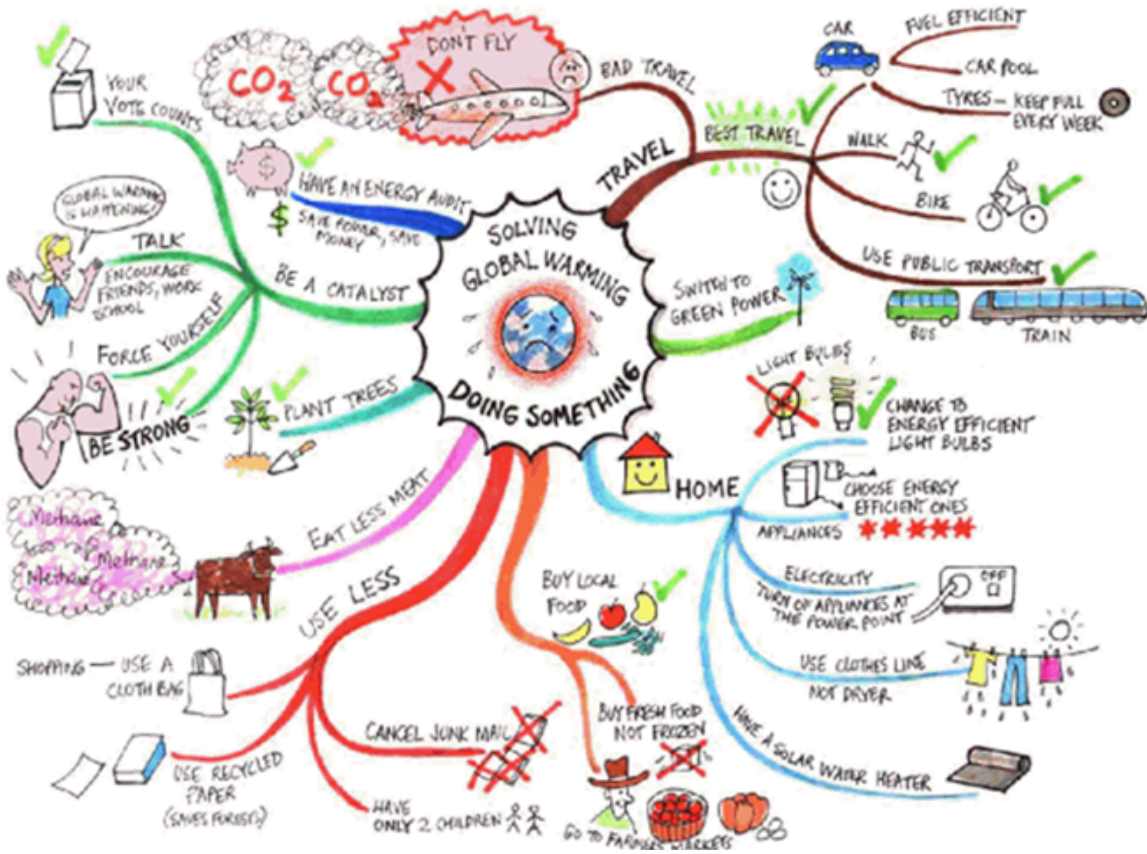 SOLVING
GLOBAL WARMING
DOING SOMETHING
TRAVEL
BAD TRAVEL
DON'T FLY
CO2
CO2
BEST TRAVEL
CAR
FUEL EFFICIENT
CAR POOL
TYRES — KEEP FULL
EVERY WEEK
WALK
BIKE
USE PUBLIC TRANSPORT
BUS
TRAIN
SWITCH TO
GREEN POWER
HOME
LIGHT BULBS
CHANGE TO
ENERGY EFFICIENT
LIGHT BULBS
APPLIANCES
CHOOSE ENERGY
EFFICIENT ONES
ELECTRICITY
TURN OF APPLIANCES AT
THE POWER POINT
OFF
USE CLOTHES LINE
NOT DRYER
HAVE A SOLAR WATER HEATER
BUY LOCAL
FOOD
BUY FRESH FOOD
NOT FROZEN
GO TO FARMERS MARKETS
USE LESS
SHOPPING — USE A
CLOTH BAG
USE RECYCLED
PAPER
(SAVES FORESTS)
CANCEL JUNK MAIL
HAVE
ONLY 2 CHILDREN
EAT LESS MEAT
Methane
Methane
Methane
PLANT TREES
BE A CATALYST
YOUR
VOTE COUNTS
TALK
ENCOURAGE
FRIENDS, WORK
SCHOOL
GLOBAL WARMING
IS HAPPENING!
FORCE YOURSELF
BE STRONG
HAVE AN ENERGY AUDIT
SAVE POWER, SAVE
MONEY
$
$